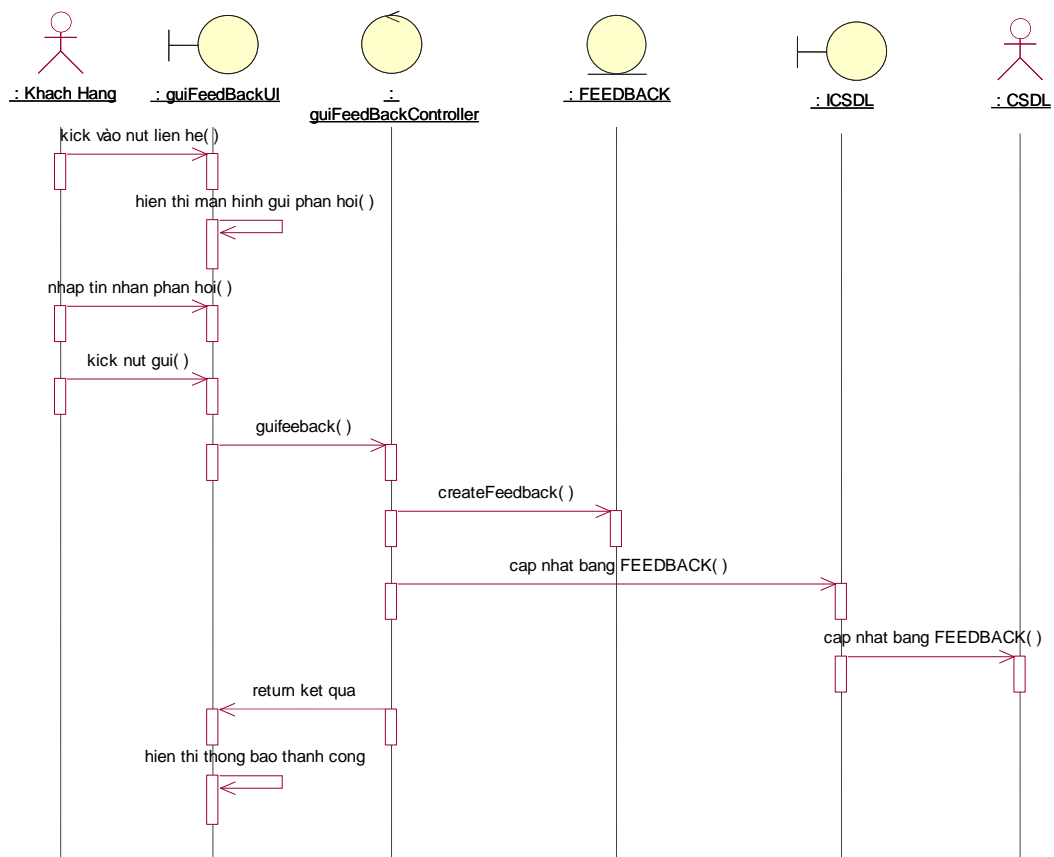 : Khach Hang
: guiFeedBackUI
:
guiFeedBackController
: FEEDBACK
: ICSDL
: CSDL
kick vào nut lien he( )
hien thi man hinh gui phan hoi( )
nhap tin nhan phan hoi( )
kick nut gui( )
guifeeback( )
createFeedback( )
cap nhat bang FEEDBACK( )
cap nhat bang FEEDBACK( )
return ket qua
hien thi thong bao thanh cong